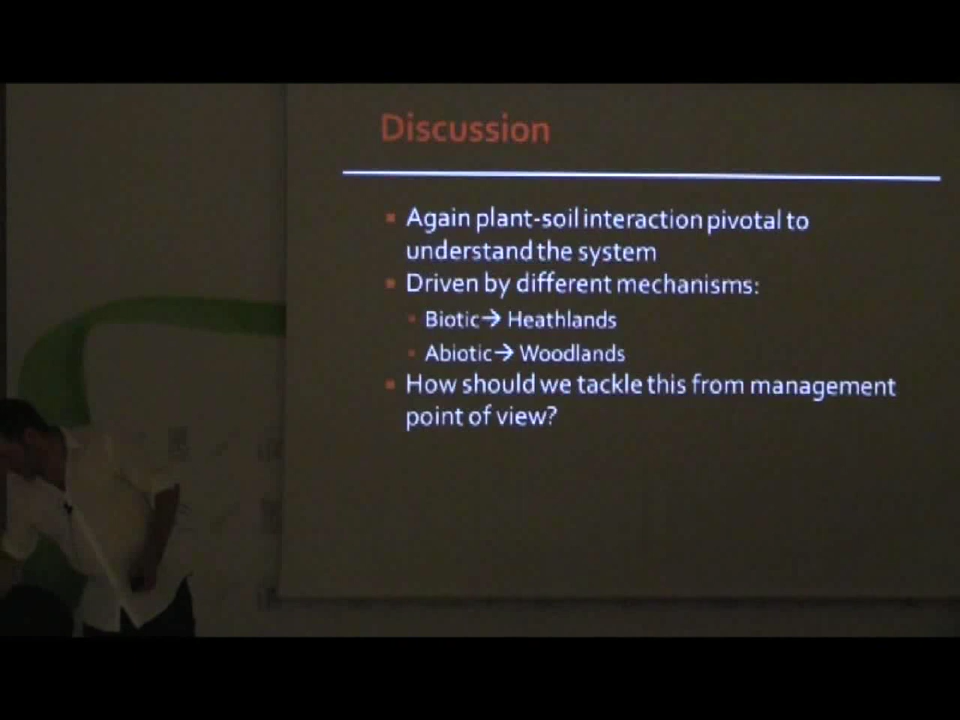 Discussion
Again plant-soil interaction pivotal to
understand the system
Driven by different mechanisms:
Biotic→ Heathlands
Abiotic→ Woodlands
How should we tackle this from management
point of view?